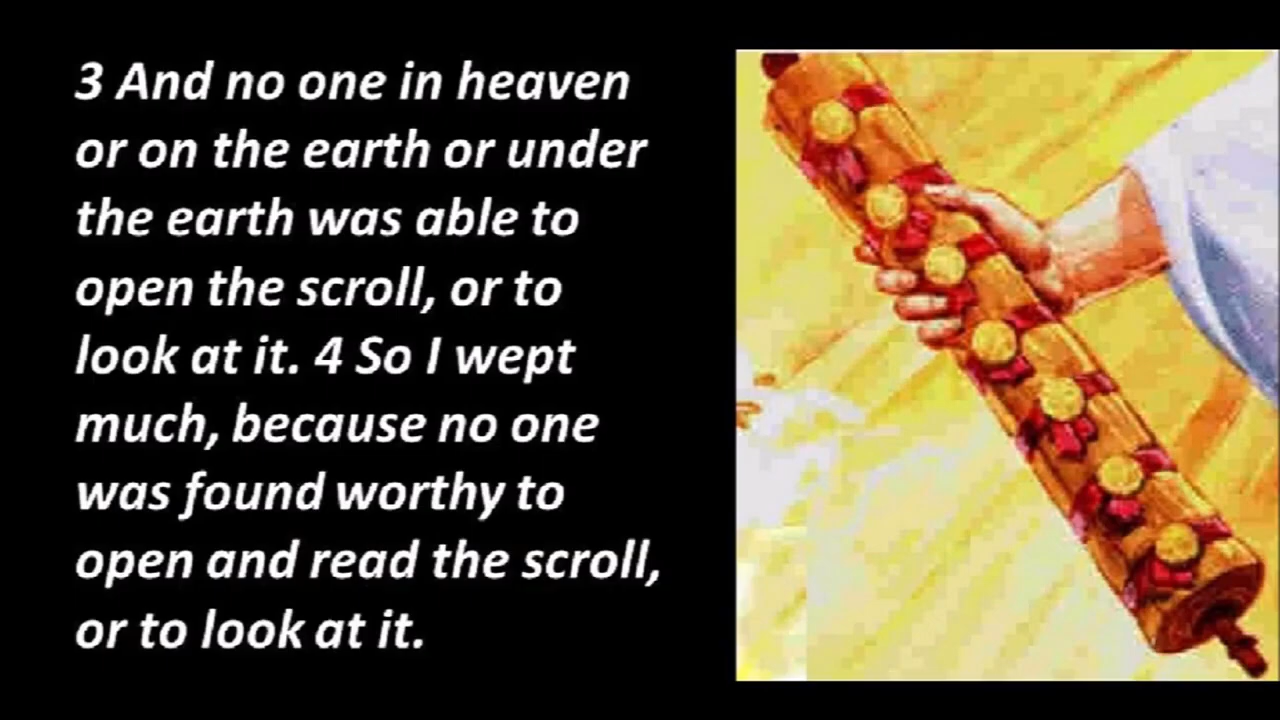 3 And no one in heaven
or on the earth or under
the earth was able to
open the scroll, or to
look at it. 4 So I wept
much, because no one
was found worthy to
open and read the scroll,
or to look at it.